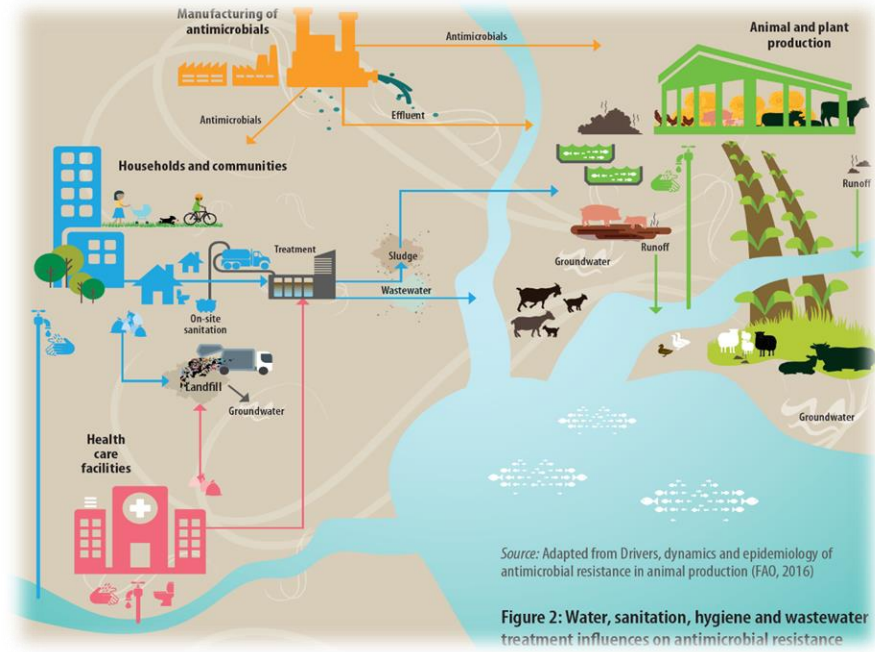 Manufacturing of
antimicrobials
Antimicrobials
Animal and plant
production
Antimicrobials
Effluent
Households and communities
Runoff
Treatment
Sludge
Groundwater
Runoff
Wastewater
On-site
sanitation
Landfill
Groundwater
Groundwater
Health
care
facilities
Source: Adapted from Drivers, dynamics and epidemiology of
antimicrobial resistance in animal production (FAO, 2016)
Figure 2: Water, sanitation, hygiene and wastewater
treatment influences on antimicrobial resistance